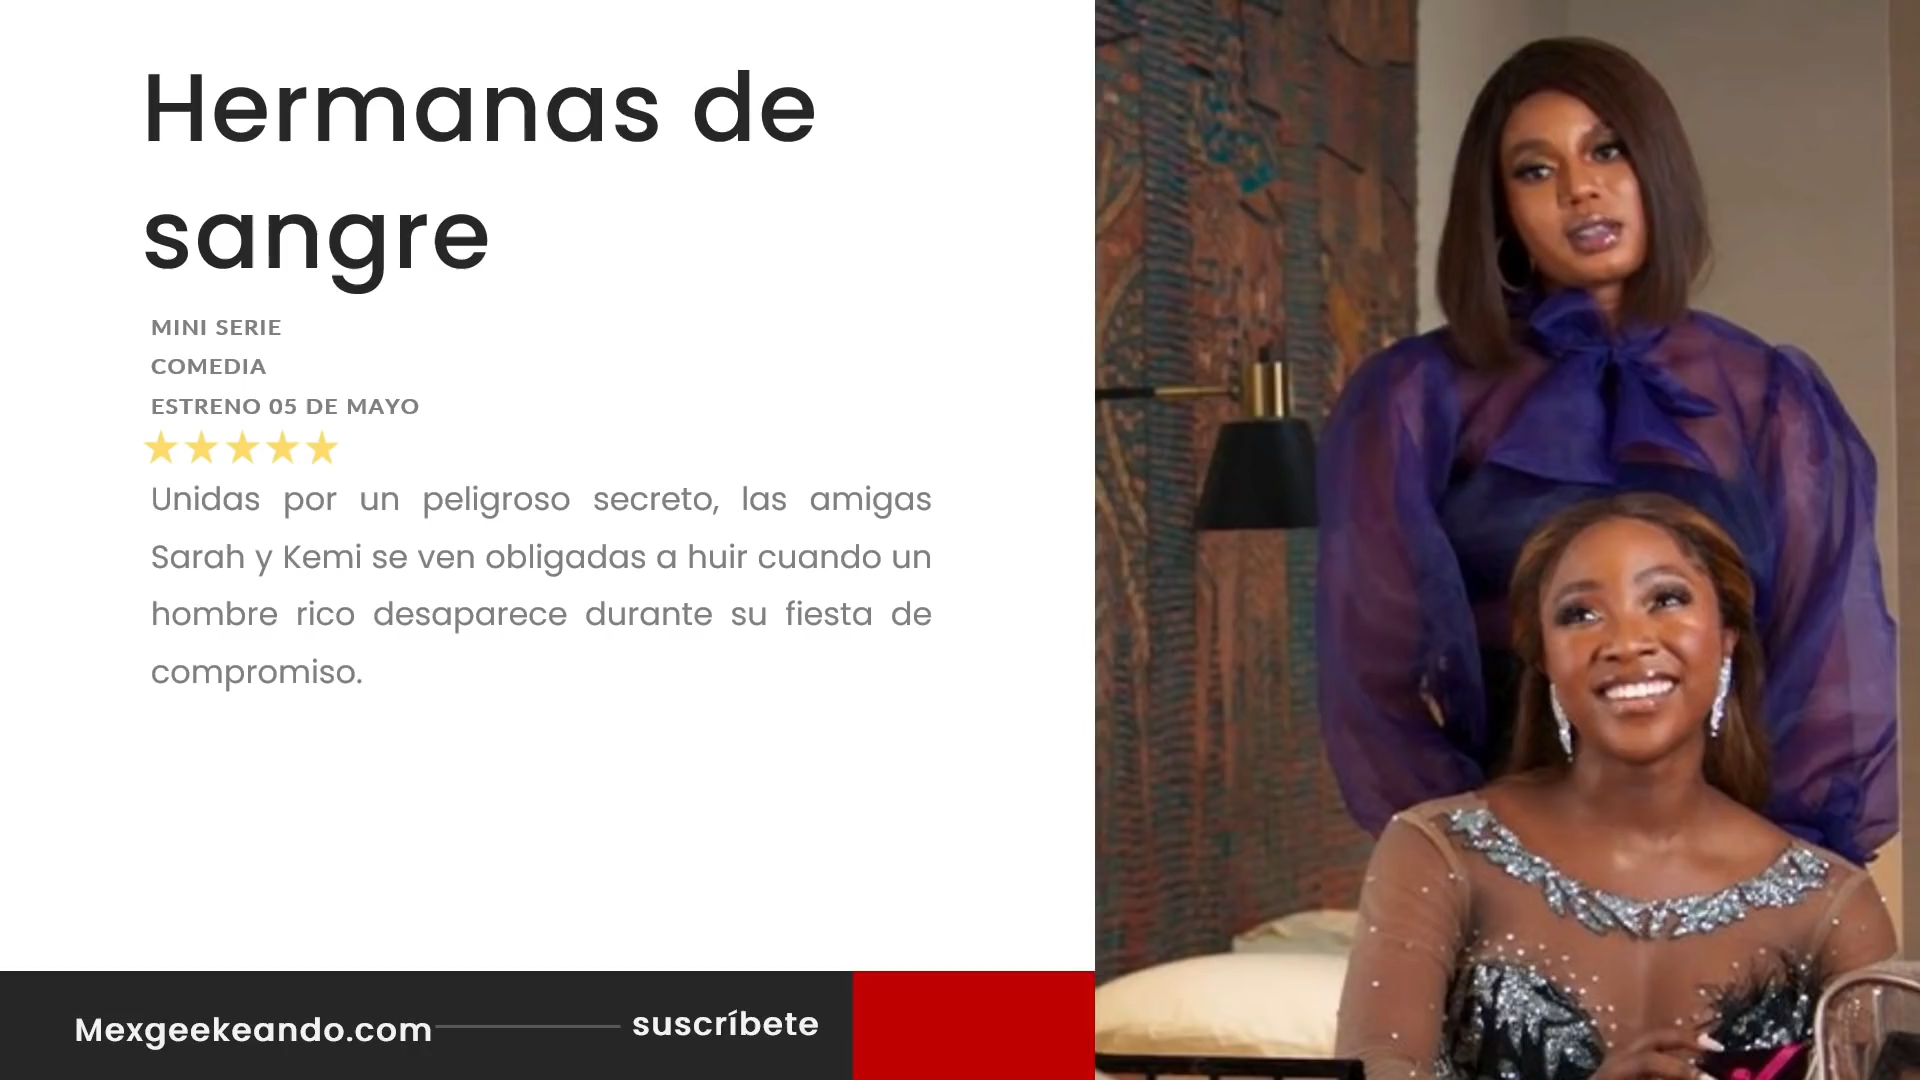 Hermanas de
sangre
MINI SERIE
COMEDIA
ESTRENO 05 DE MAYO
Unidas por un peligroso secreto, las amigas
Sarah y Kemi se ven obligadas a huir cuando un
hombre rico desaparece durante su fiesta de
compromiso.
Mexgeekeando.com
suscríbete